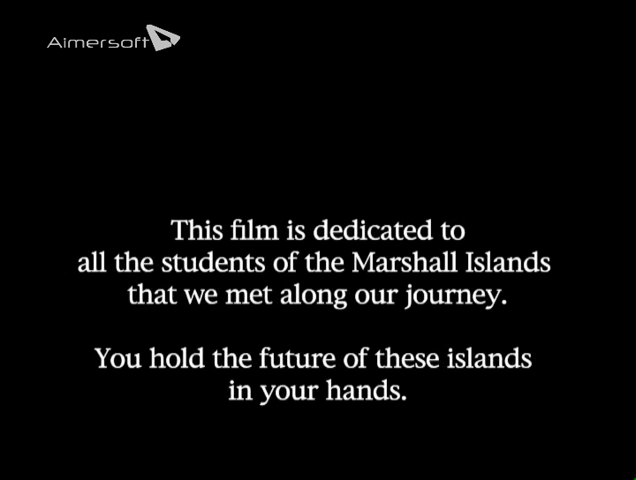 Aimersoft
This film is dedicated to
all the students of the Marshall Islands
that we met along our journey.
You hold the future of these islands
in your hands.